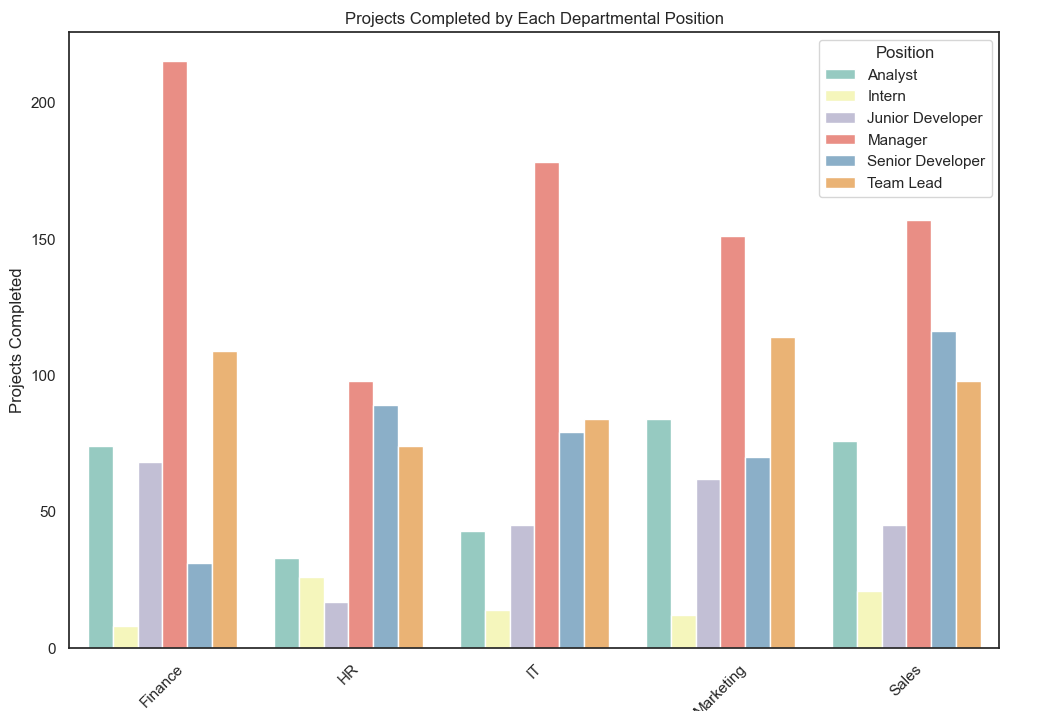 Projects Completed by Each Departmental Position
Position
Analyst
Intern
Junior Developer
Manager
Senior Developer
Team Lead
Projects Completed
200
150
100
50
0
Finance
HR
IT
Marketing
Sales